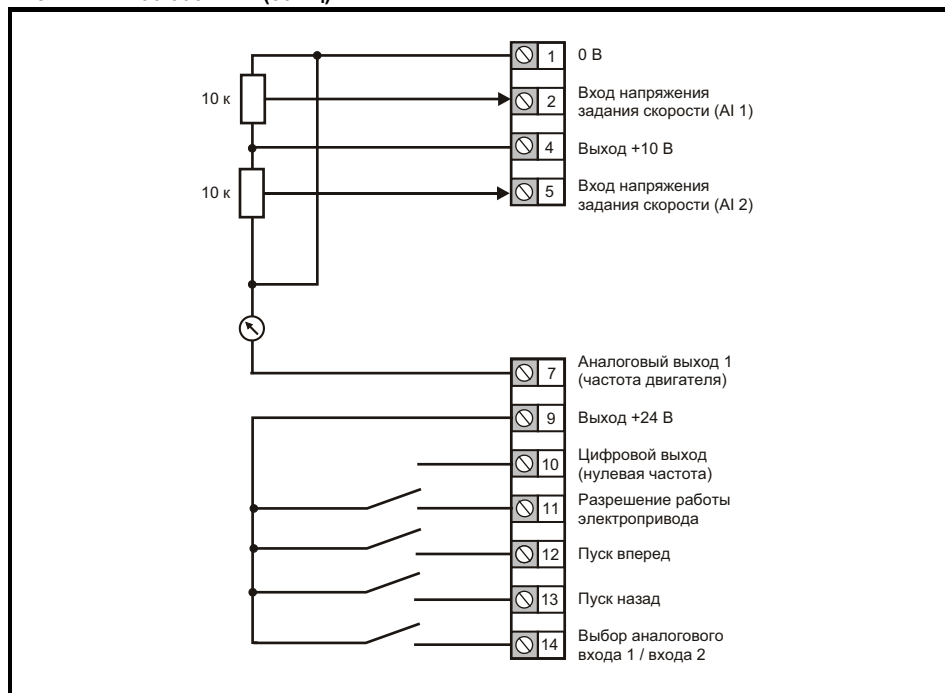 1 0 В
10 к
2 Вход напряжения
задания скорости (AI 1)
4 Выход +10 В
10 к
5 Вход напряжения
задания скорости (AI 2)
7 Аналоговый выход 1
(частота двигателя)
9 Выход +24 В
10 Цифровой выход
(нулевая частота)
11 Разрешение работы
электропривода
12 Пуск вперед
13 Пуск назад
14 Выбор аналогового
входа 1 / входа 2